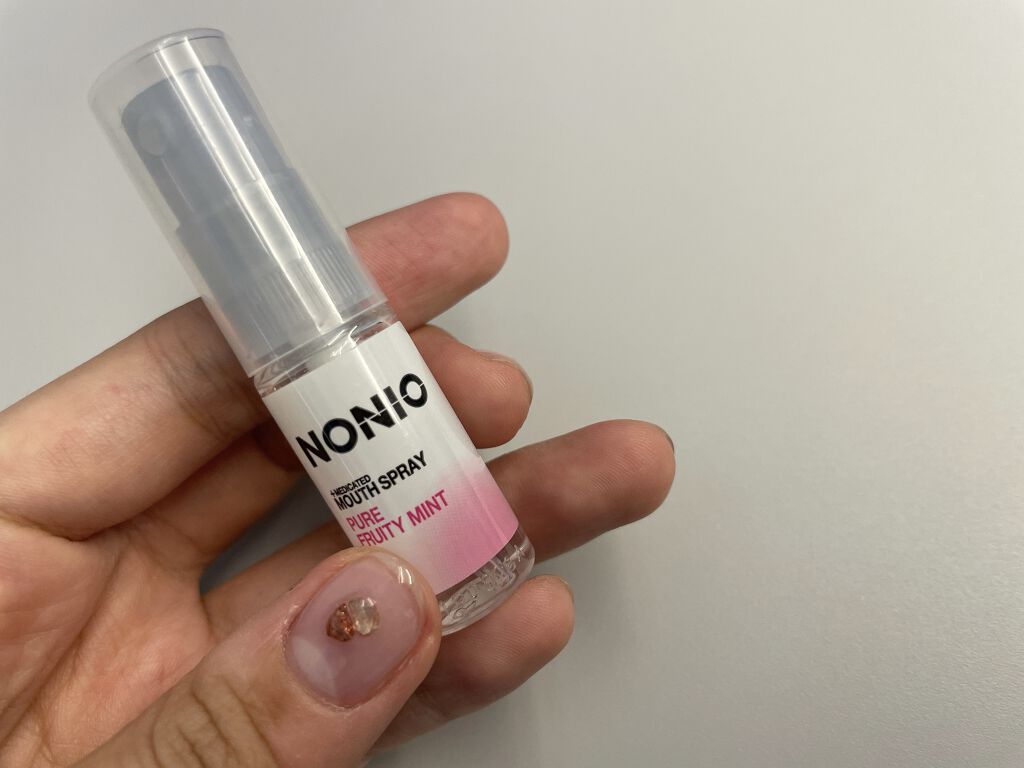 NONIO
+MEDICATED
MOUTH SPRAY
PURE
FRUITY MINT